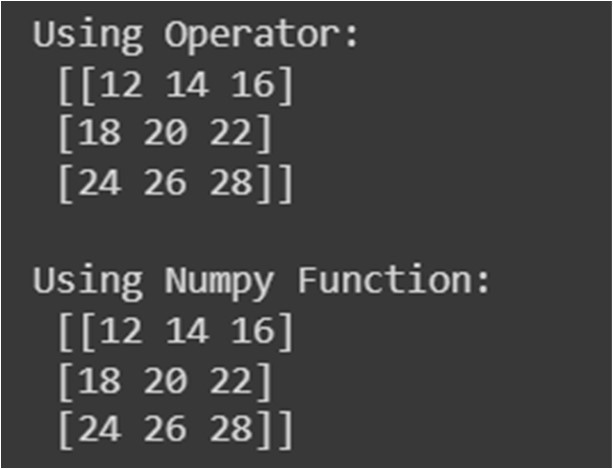 Using Operator:
[[12 14 16]
[18 20 22]
[24 26 28]]
Using Numpy Function:
[[12 14 16]
[18 20 22]
[24 26 28]]